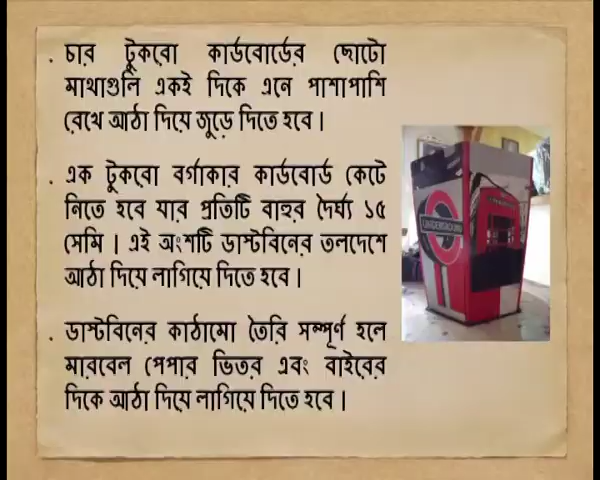 . চার টুকরো কার্ডবোর্ডের ছোটো
মাথাগুলি একই দিকে এনে পাশাপাশি
রেখে আঠা দিয়ে জুড়ে দিতে হবে।
. এক টুকরো বর্গাকার কার্ডবোর্ড কেটে
নিতে হবে যার প্রতিটি বাহুর দৈর্ঘ্য ১৫
সেমি। এই অংশটি ডাস্টবিনের তলদেশে
আঠা দিয়ে লাগিয়ে দিতে হবে।
. ডাস্টবিনের কাঠামো তৈরি সম্পূর্ণ হলে
মারবেল পেপার ভিতর এবং বাইরের
দিকে আঠা দিয়ে লাগিয়ে দিতে হবে।